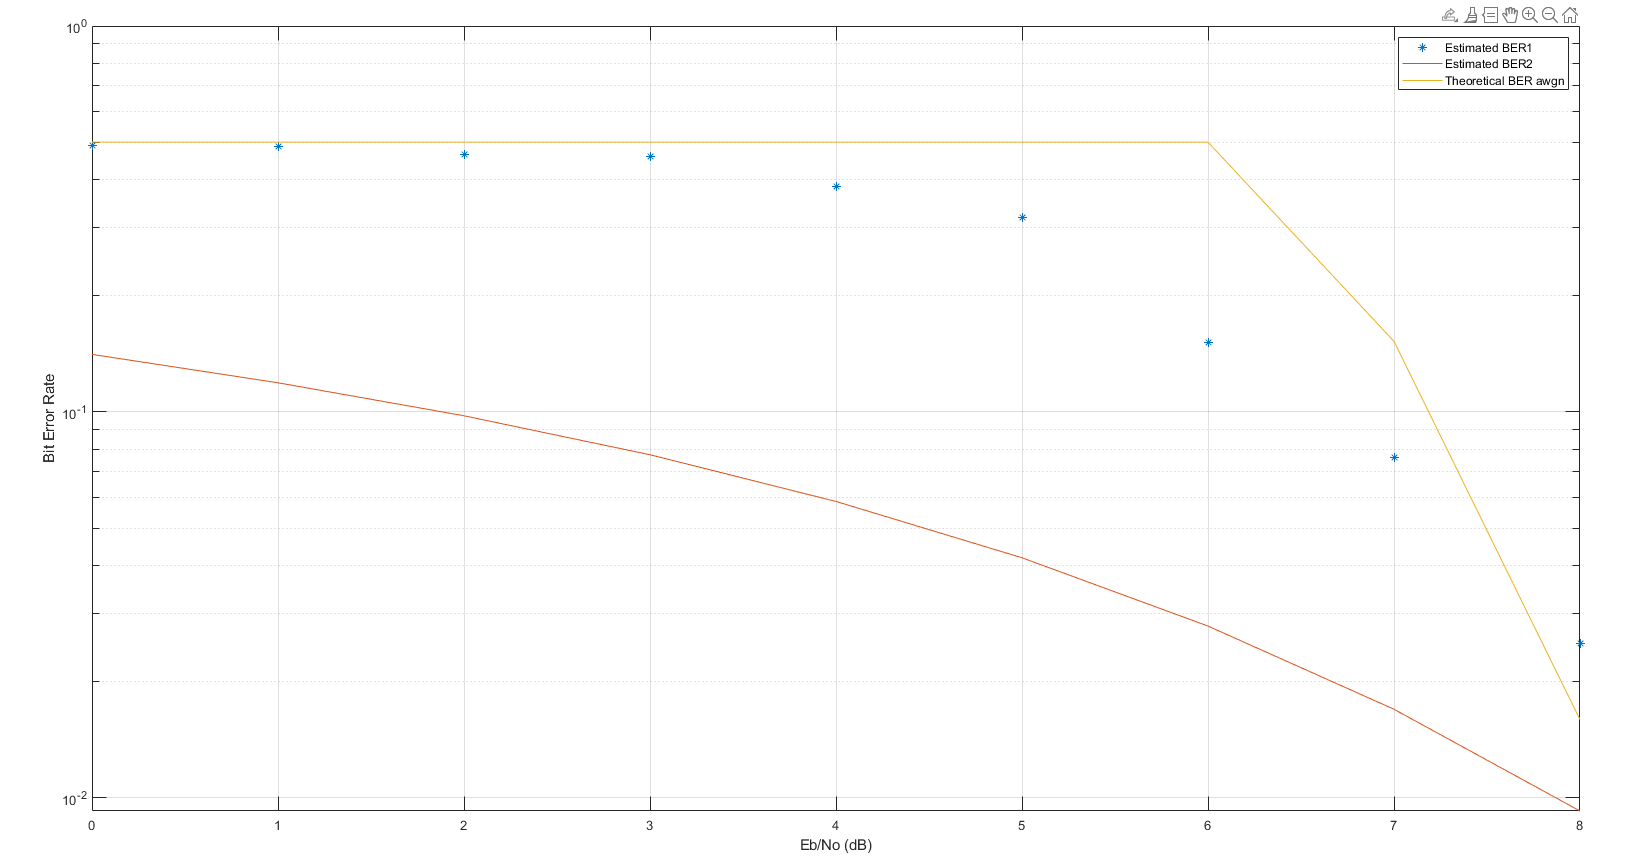 10^0
Estimated BER1
Estimated BER2
Theoretical BER awgn
Bit Error Rate
10^-1
10^-2
0 1 2 3 4 5 6 7 8
Eb/No (dB)